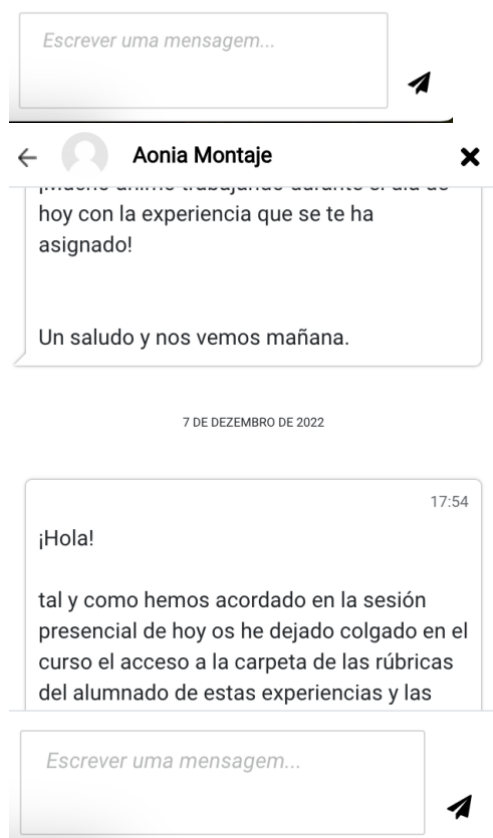 Escrever uma mensagem...
Aonia Montaje
hoy con la experiencia que se te ha
asignado!
Un saludo y nos vemos mañana.
7 DE DEZEMBRO DE 2022
17:54
¡Hola!
tal y como hemos acordado en la sesión
presencial de hoy os he dejado colgado en el
curso el acceso a la carpeta de las rúbricas
del alumnado de estas experiencias y las
Escrever uma mensagem...